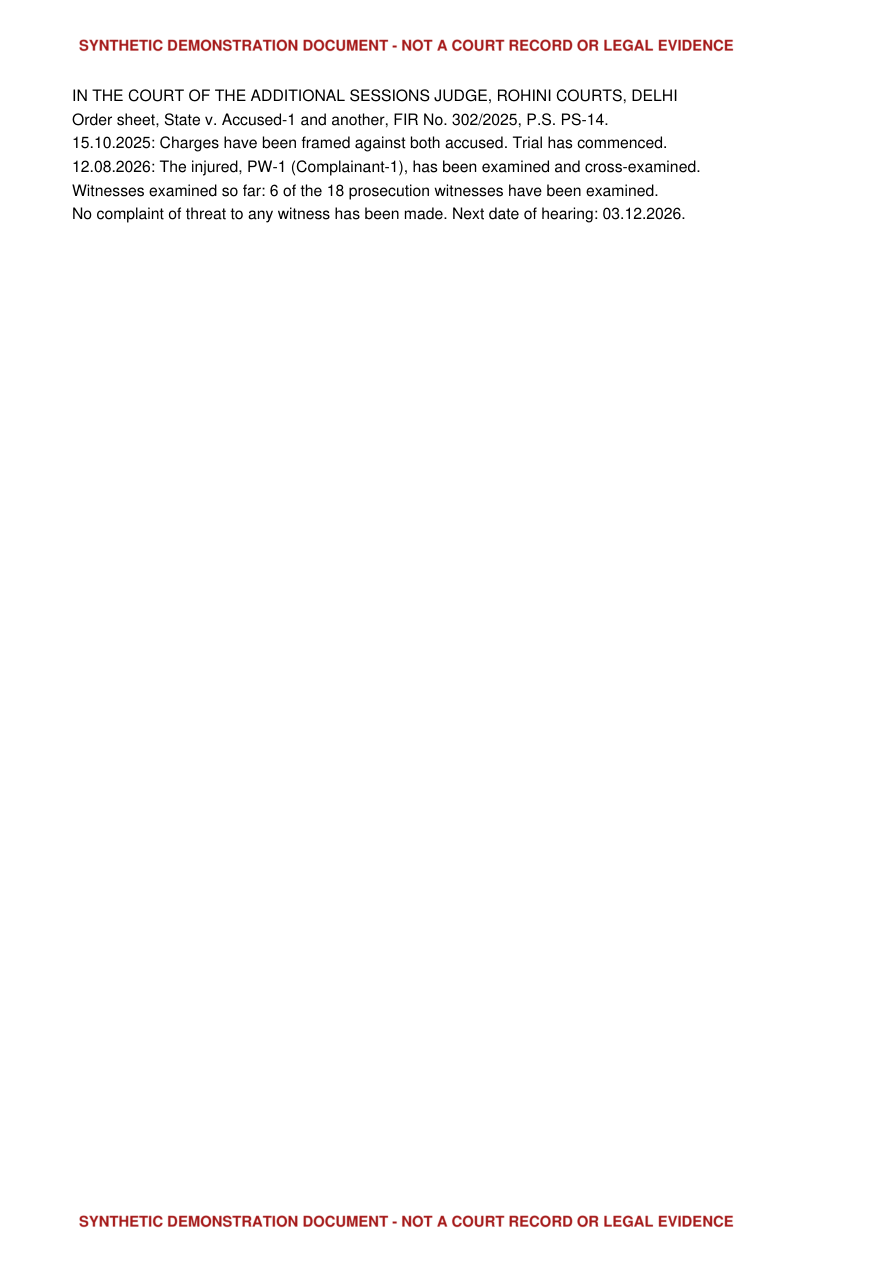 SYNTHETIC DEMONSTRATION DOCUMENT - NOT A COURT RECORD OR LEGAL EVIDENCE
IN THE COURT OF THE ADDITIONAL SESSIONS JUDGE, ROHINI COURTS, DELHI
Order sheet, State v. Accused-1 and another, FIR No. 302/2025, P.S. PS-14.
15.10.2025: Charges have been framed against both accused. Trial has commenced.
12.08.2026: The injured, PW-1 (Complainant-1), has been examined and cross-examined.
Witnesses examined so far: 6 of the 18 prosecution witnesses have been examined.
No complaint of threat to any witness has been made. Next date of hearing: 03.12.2026.
SYNTHETIC DEMONSTRATION DOCUMENT - NOT A COURT RECORD OR LEGAL EVIDENCE